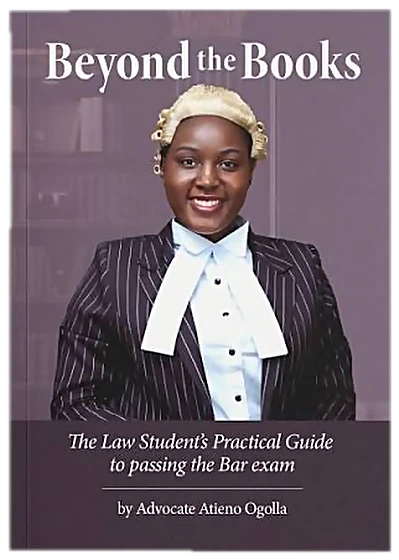 Beyond the Books
The Law Student's Practical Guide
to passing the Bar exam
by Advocate Atieno Ogolla